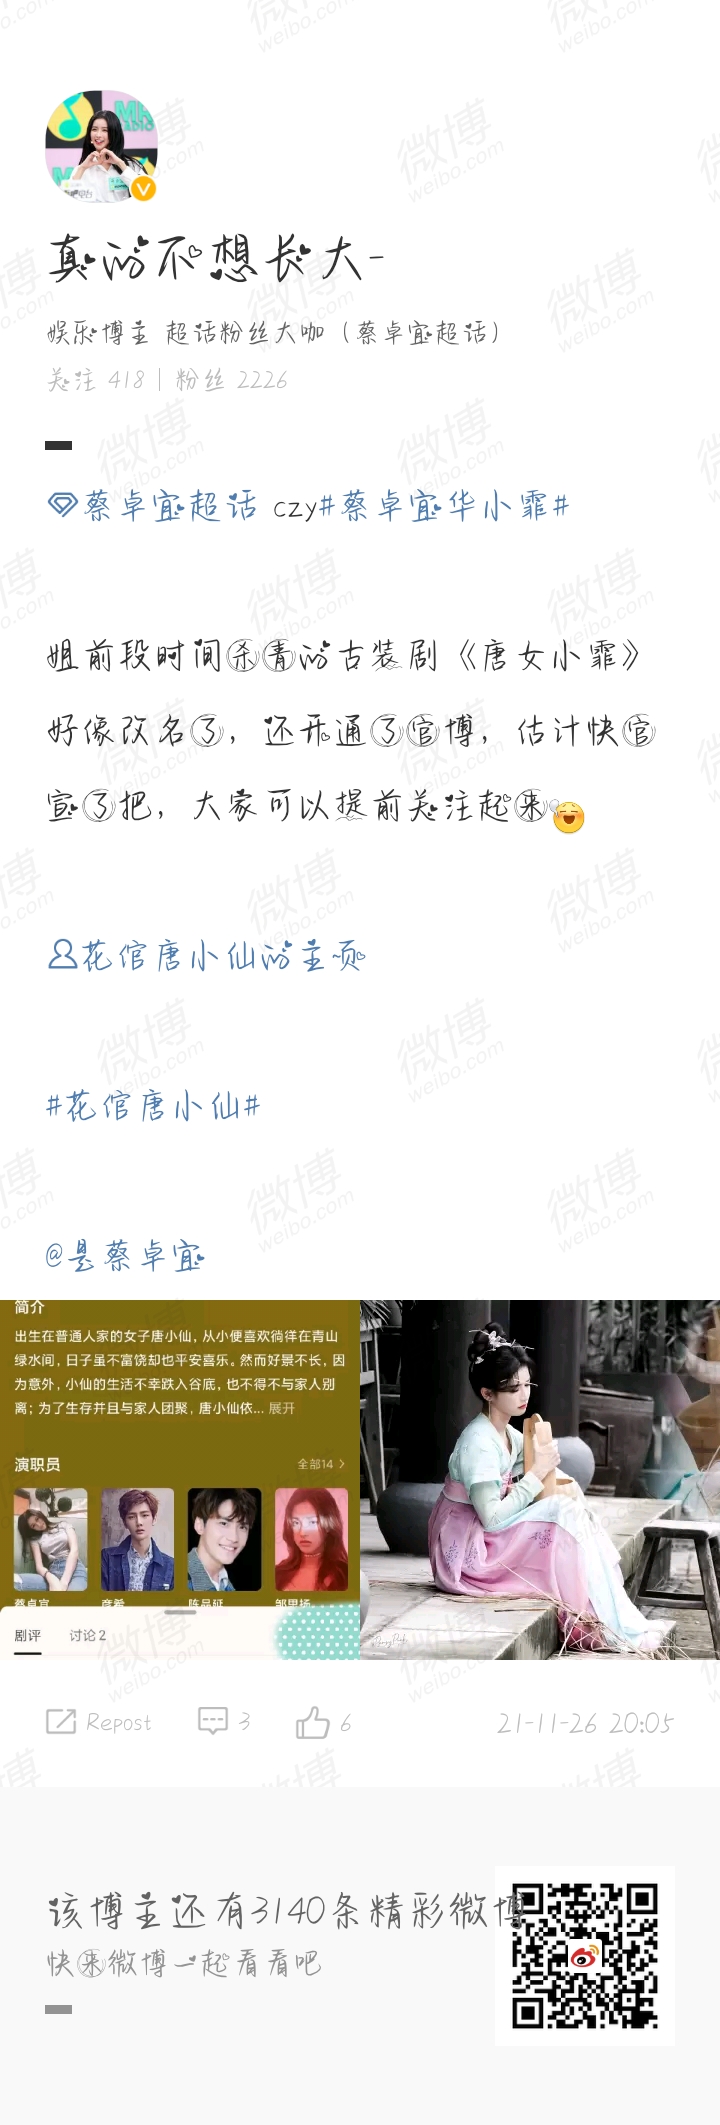 真的不想长大-
娱乐博主 超话粉丝大咖（蔡卓宜超话）
关注 418 | 粉丝 2226
蔡卓宜超话 czy#蔡卓宜华小霏#
姐前段时间杀青的古装剧《唐女小霏》
好像改名了，还开通了官博，估计快官
宣了把，大家可以提前关注起来
花倌唐小仙的主页
#花倌唐小仙#
@是蔡卓宜
简介
出生在普通人家的女子唐小仙，从小便喜欢徜徉在青山
绿水间，日子虽不富饶却也平安喜乐。然而好景不长，因
为意外，小仙的生活不幸跌入谷底，也不得不与家人别
离；为了生存并且与家人团聚，唐小仙依... 展开
演职员 全部14 >
蔡卓宜 彦希 陈品延 邹里扬
剧评 讨论2
Repost 3 6 21-11-26 20:05
该博主还有3140条精彩微博
快来微博一起看看吧
微博
weibo.com